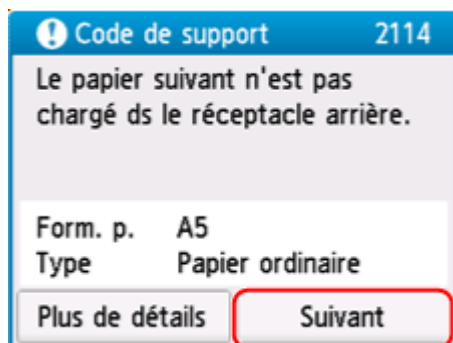 Code de support 2114
Le papier suivant n'est pas
chargé ds le réceptacle arrière.
Form. p. A5
Type Papier ordinaire
Plus de détails Suivant